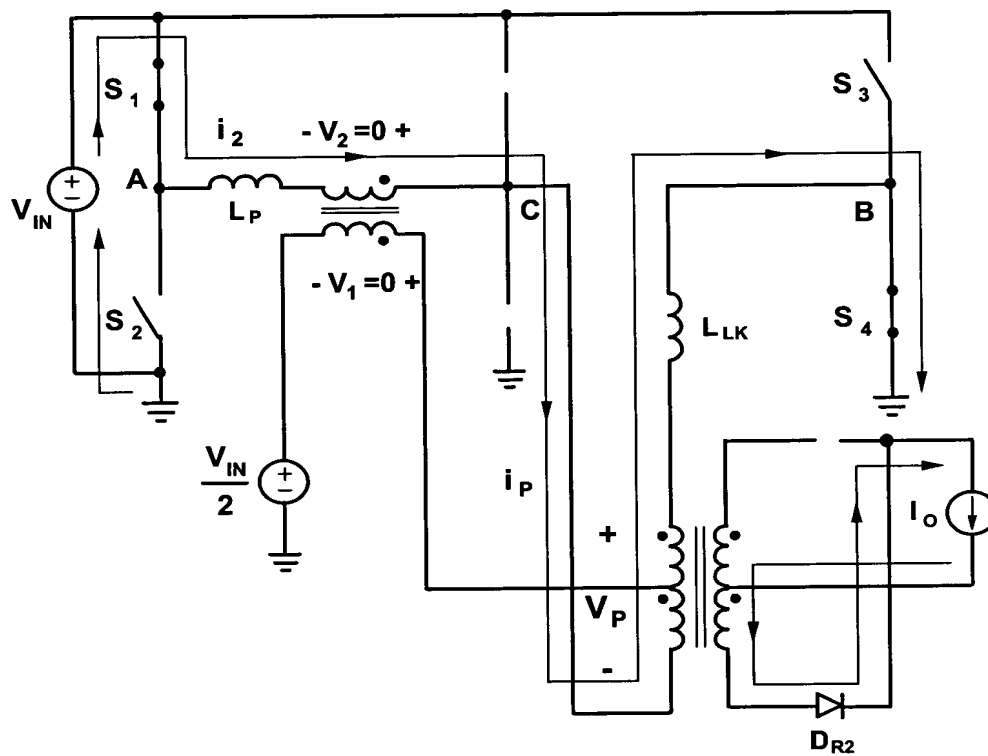 S1
S3
i2
- V2 =0 +
A
C
B
VIN
LP
- V1 =0 +
S2
LLK
S4
VIN
2
iP
+
IO
VP
-
DR2